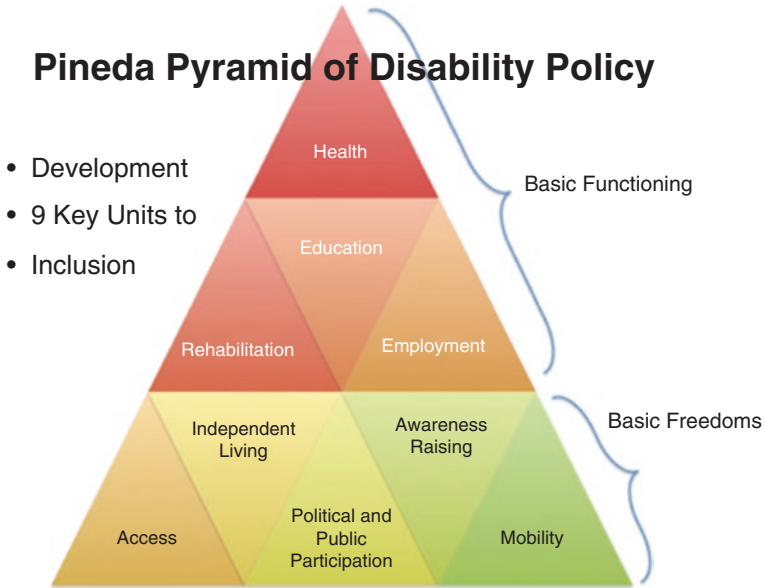 Pineda Pyramid of Disability Policy
• Development
• 9 Key Units to
• Inclusion
Health
Basic Functioning
Education
Rehabilitation
Employment
Independent
Living
Awareness
Raising
Basic Freedoms
Access
Political and
Public
Participation
Mobility